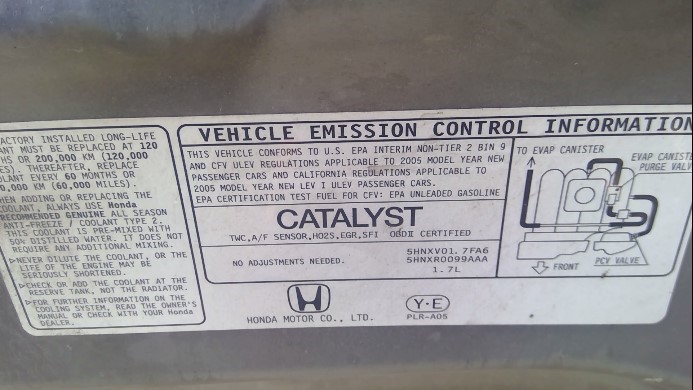 ACTORY INSTALLED LONG-LIFE
ANT MUST BE REPLACED AT 120
HS OR 200,000 KM (120,000
ES). THEREAFTER, REPLACE
OLANT EVERY 60 MONTHS OR
0,000 KM (60,000 MILES).
HEN ADDING OR REPLACING THE
OOLANT, ALWAYS USE Honda
RECOMMENDED GENUINE ALL SEASON
ANTI-FREEZE / COOLANT TYPE 2.
THIS COOLANT IS PRE-MIXED WITH
50% DISTILLED WATER. IT DOES NOT
REQUIRE ANY ADDITIONAL MIXING.
NEVER DILUTE THE COOLANT, OR THE
LIFE OF THE ENGINE MAY BE
SERIOUSLY SHORTENED.
CHECK OR ADD THE COOLANT AT THE
RESERVE TANK, NOT THE RADIATOR.
FOR FURTHER INFORMATION ON THE
COOLING SYSTEM, READ THE OWNER'S
MANUAL OR CHECK WITH YOUR Honda
DEALER.
VEHICLE EMISSION CONTROL INFORMATION
THIS VEHICLE CONFORMS TO U.S. EPA INTERIM NON-TIER 2 BIN 9
AND CFV ULEV REGULATIONS APPLICABLE TO 2005 MODEL YEAR NEW
PASSENGER CARS AND CALIFORNIA REGULATIONS APPLICABLE TO
2005 MODEL YEAR NEW LEV I ULEV PASSENGER CARS.
EPA CERTIFICATION TEST FUEL FOR CFV: EPA UNLEADED GASOLINE
CATALYST
TWC,A/F SENSOR,HO2S,EGR,SFI OBDII CERTIFIED
NO ADJUSTMENTS NEEDED.
5HNXV01.7FA6
5HNXR0099AAA
1.7L
HONDA MOTOR CO., LTD.
Y-E
PLR-A05
TO EVAP CANISTER
EVAP CANISTE
PURGE VAL
FRONT
PCV VALVE